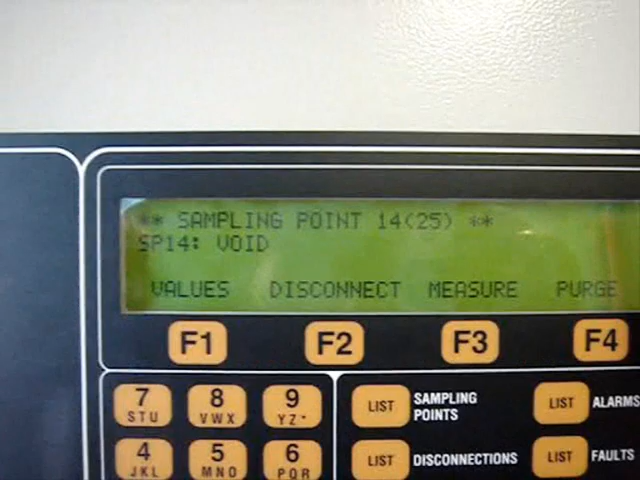 ** SAMPLING POINT 14(25) **
SP14: VOID
VALUES DISCONNECT MEASURE PURGE
F1 F2 F3 F4
7 STU 8 VWX 9 YZ*
LIST SAMPLING POINTS
LIST ALARMS
4 JKL 5 MNO 6 PQR
LIST DISCONNECTIONS
LIST FAULTS